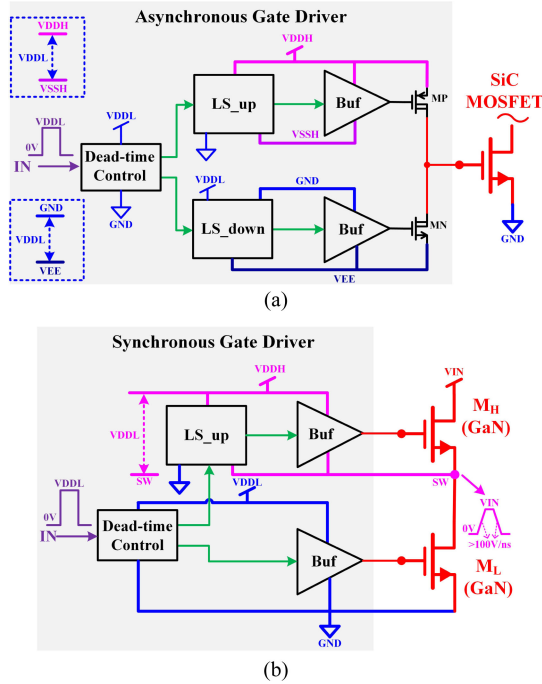 Asynchronous Gate Driver
VDDH
VDDL
VSSH
VDDH
LS_up
Buf
MP
VSSH
SiC
MOSFET
VDDL
0V
IN
VDDL
Dead-time
Control
GND
GND
VDDL
VEE
VDDL
LS_down
GND
Buf
MN
VEE
GND
(a)
Synchronous Gate Driver
VDDH
VIN
VDDL
LS_up
Buf
MH
(GaN)
SW
SW
VDDL
VDDL
0V
IN
Dead-time
Control
Buf
VIN
0V
>100V/ns
ML
(GaN)
GND
(b)